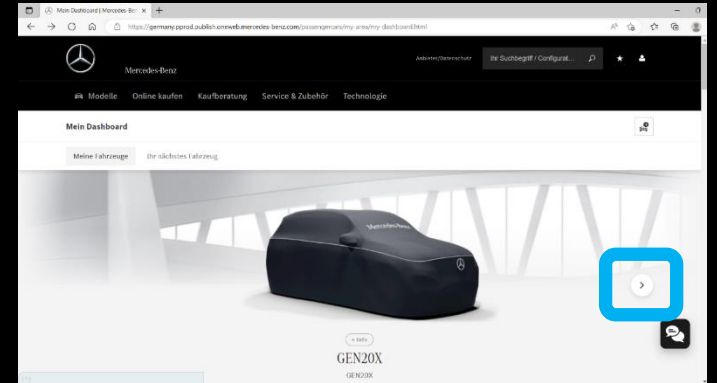 Mein Dashboard | Mercedes-Ben
https://germany.pprod.publish.oneweb.mercedes-benz.com/passengercars/my-area/my-dashboard.html
Mercedes-Benz
Anbieter/Datenschutz
Ihr Suchbegriff / Configurat...
Modelle Online kaufen Kaufberatung Service & Zubehör Technologie
Mein Dashboard
Meine Fahrzeuge Ihr nächstes Fahrzeug
Mercedes-Benz
GEN20X
GEN20X